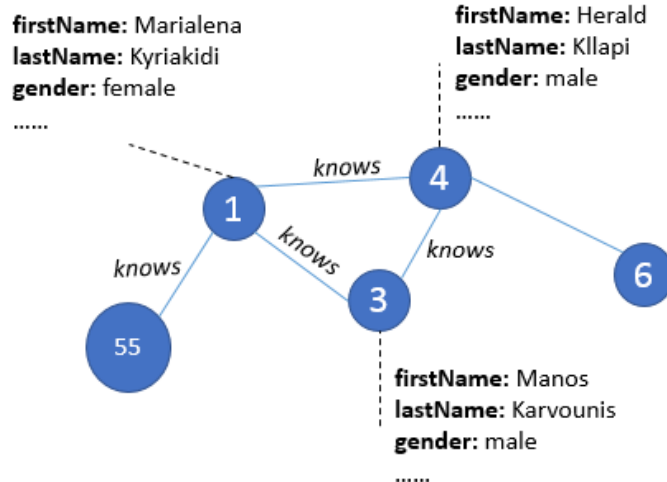 firstName: Marialena
lastName: Kyriakidi
gender: female
......
firstName: Herald
lastName: Kllapi
gender: male
......
knows
4
1
knows
knows
knows
6
3
55
firstName: Manos
lastName: Karvounis
gender: male
......